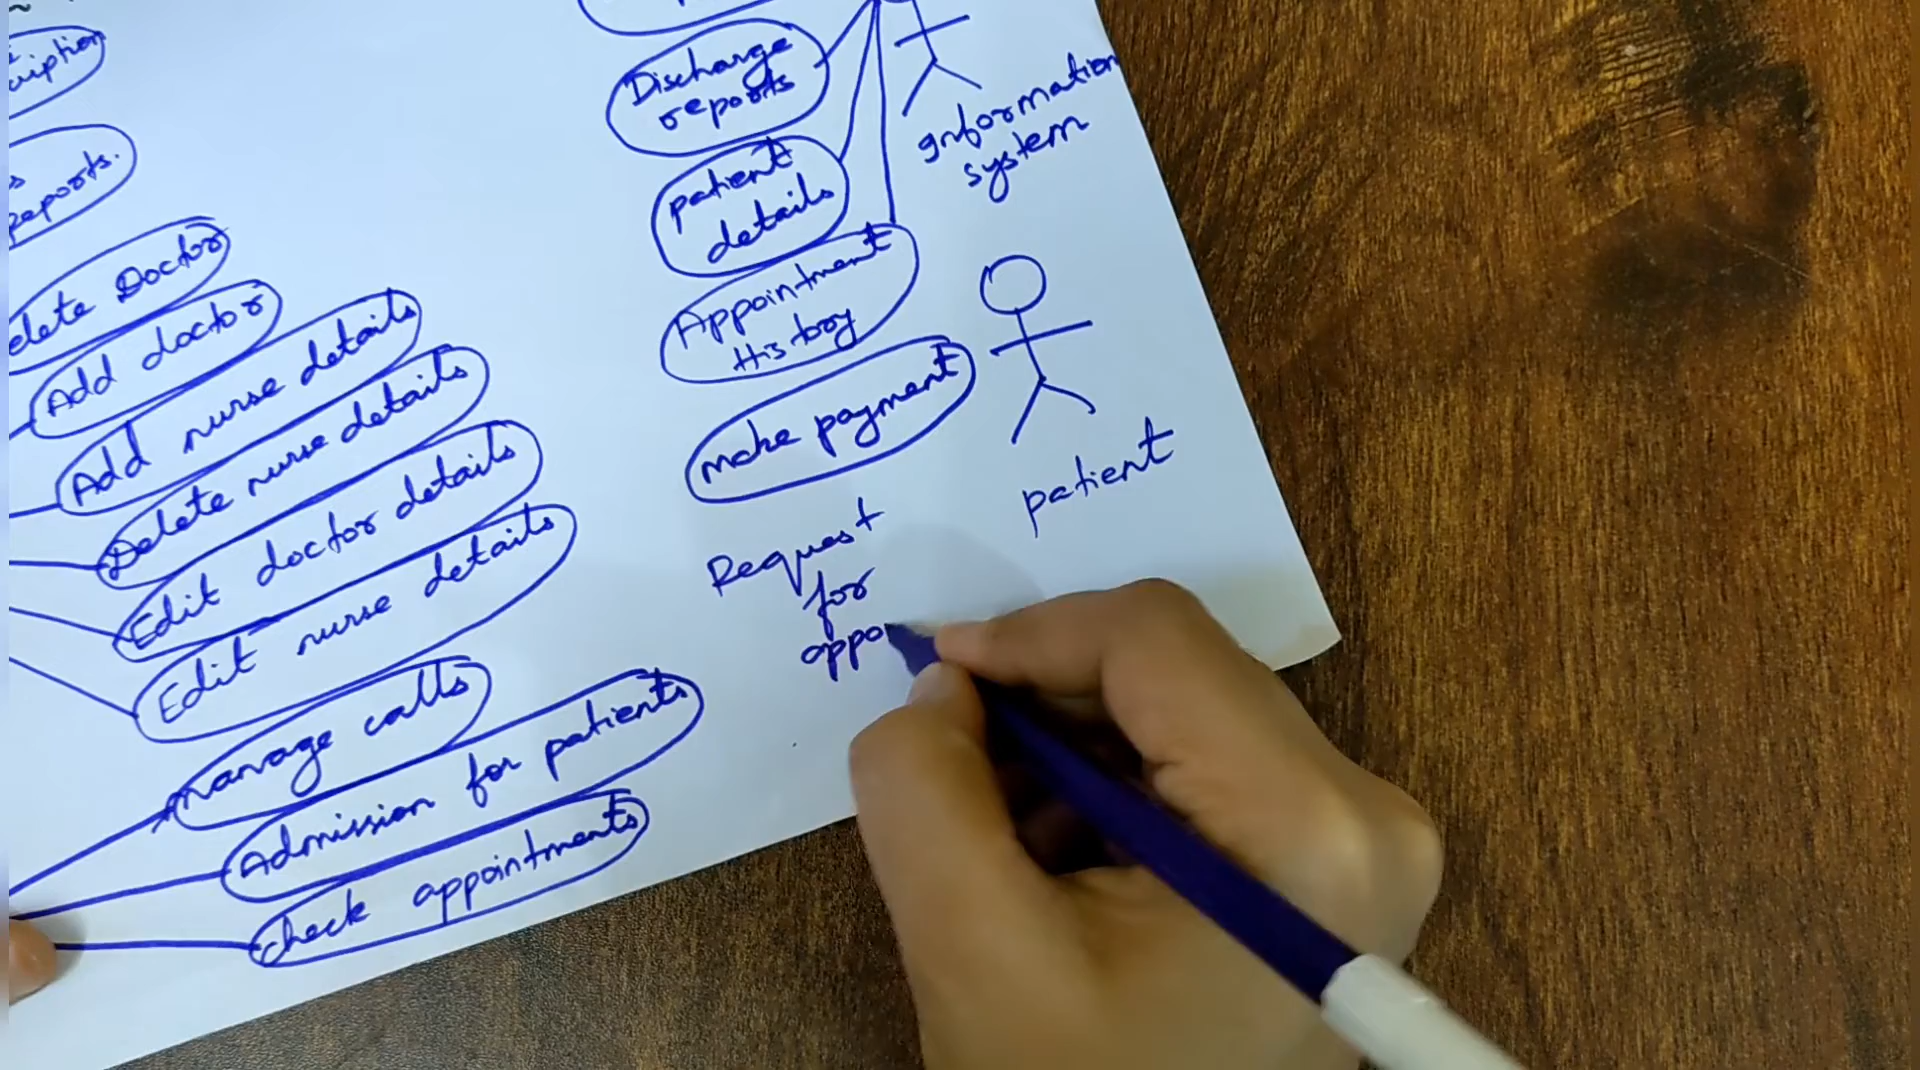 Discharge
reports
Information
system
patient
details
reports.
Doctor
Add doctor
Appointment
History
Add nurse details
Delete nurse details
make payment
Edit doctor details
patient
Edit nurse details
Request
for
appo
manage calls
Admission for patients
check appointments